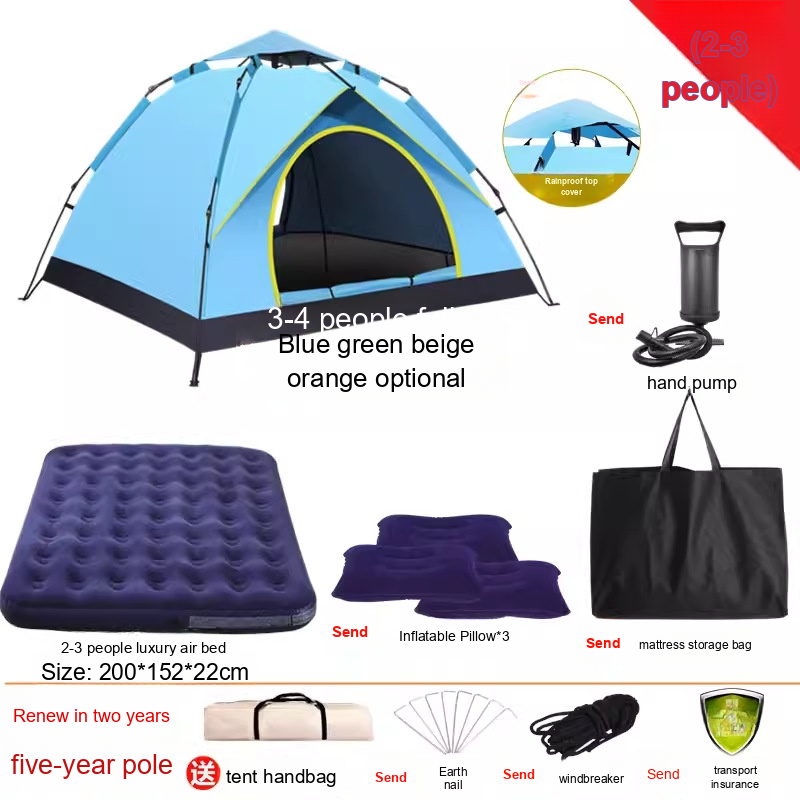 (2-3
people)
Rainproof top
cover
3-4 people
Blue green beige
orange optional
Send
hand pump
2-3 people luxury air bed
Size: 200*152*22cm
Send
Inflatable Pillow*3
Send
mattress storage bag
Renew in two years
five-year pole
送
tent handbag
Send
Earth
nail
Send
windbreaker
Send
transport
insurance